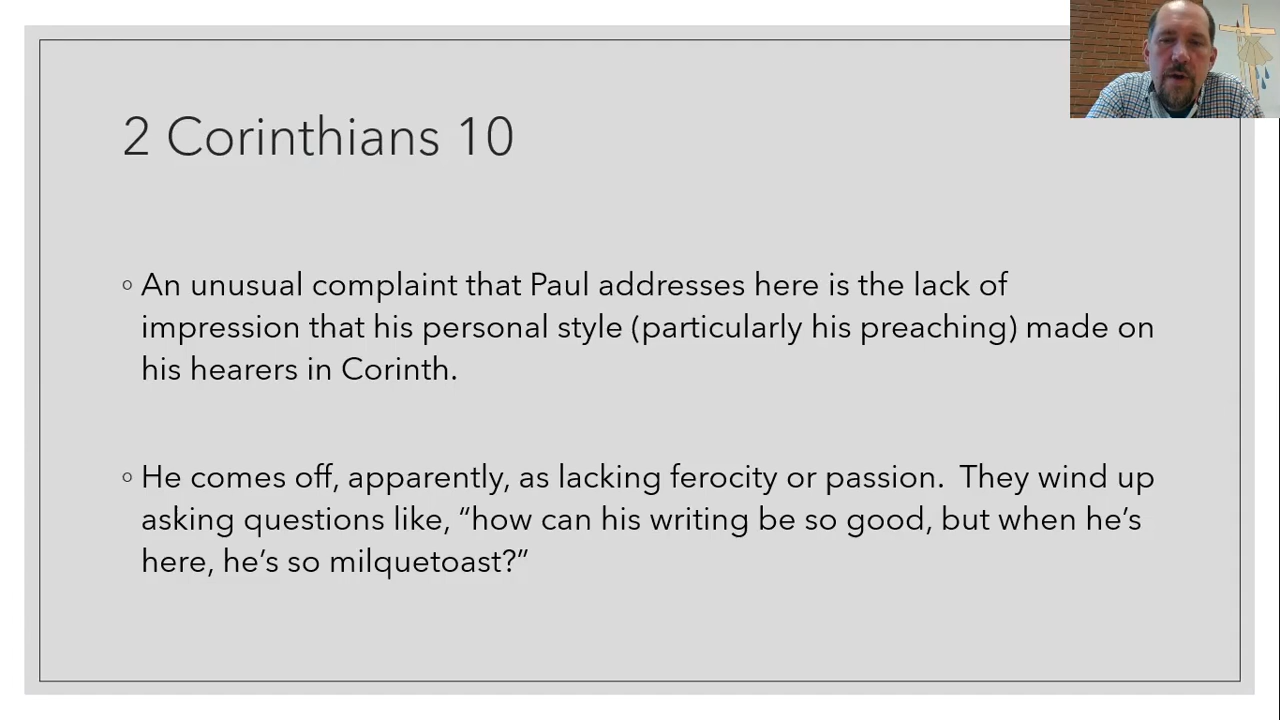 2 Corinthians 10
◦ An unusual complaint that Paul addresses here is the lack of
impression that his personal style (particularly his preaching) made on
his hearers in Corinth.
◦ He comes off, apparently, as lacking ferocity or passion.  They wind up
asking questions like, “how can his writing be so good, but when he’s
here, he’s so milquetoast?”